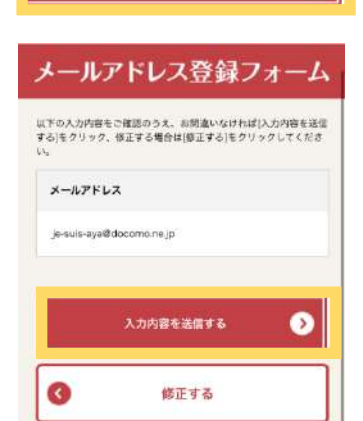 メールアドレス登録フォーム
以下の入力内容をご確認のうえ、お間違いなければ[入力内容を送信
する]をクリック、修正する場合は[修正する]をクリックしてくださ
い。
メールアドレス
je-suis-aya@docomo.ne.jp
入力内容を送信する
修正する